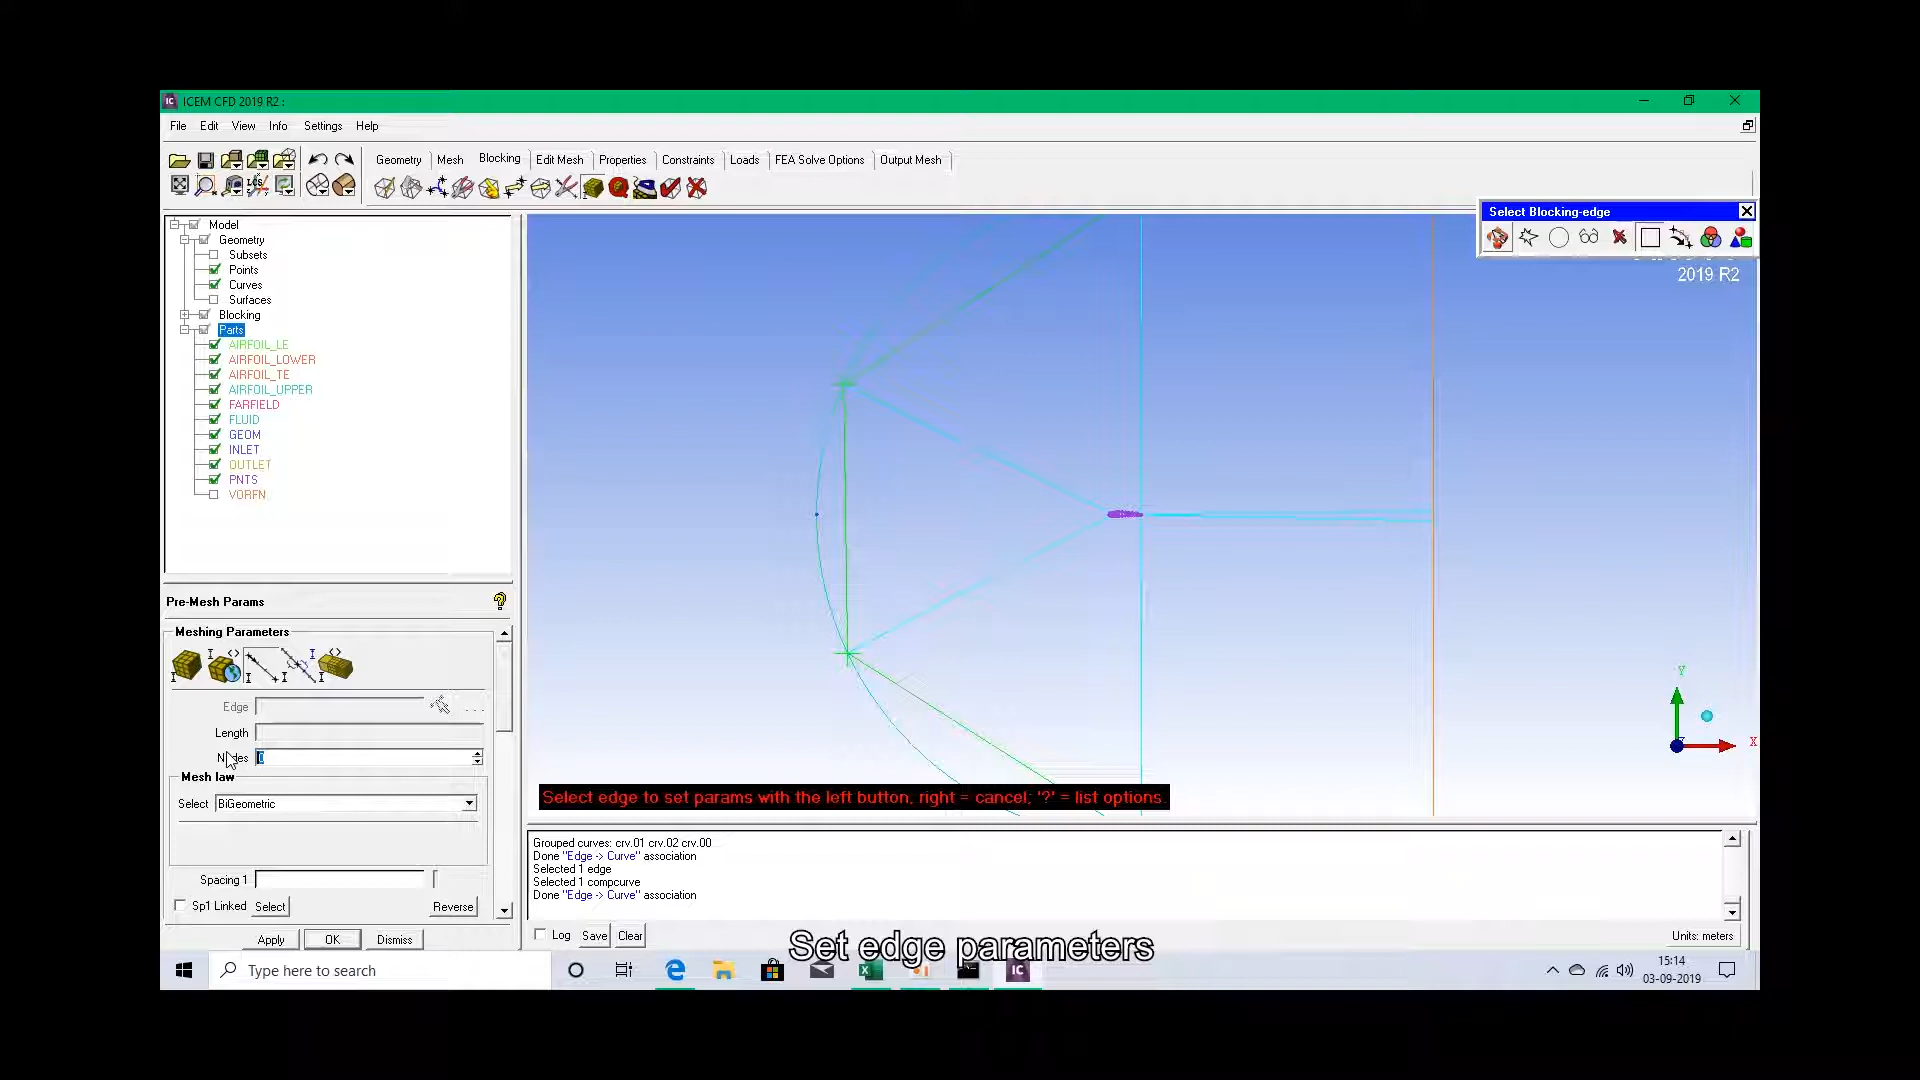 ICEM CFD 2019 R2 :
File Edit View Info Settings Help
Geometry Mesh Blocking Edit Mesh Properties Constraints Loads FEA Solve Options Output Mesh
Select Blocking-edge
2019 R2
Model
Geometry
Subsets
Points
Curves
Surfaces
Blocking
Parts
AIRFOIL_LE
AIRFOIL_LOWER
AIRFOIL_TE
AIRFOIL_UPPER
FARFIELD
FLUID
GEOM
INLET
OUTLET
PNTS
VORFN
Pre-Mesh Params
Meshing Parameters
Edge
Length
Nodes 0
Mesh law
Select BiGeometric
Spacing 1
Sp1 Linked Select Reverse
Apply OK Dismiss
Y
X
Select edge to set params with the left button, right = cancel; '?' = list options.
Grouped curves: crv.01 crv.02 crv.00
Done "Edge -> Curve" association
Selected 1 edge
Selected 1 compcurve
Done "Edge -> Curve" association
Log Save Clear
Units: meters
Set edge parameters
Type here to search
15:14
03-09-2019